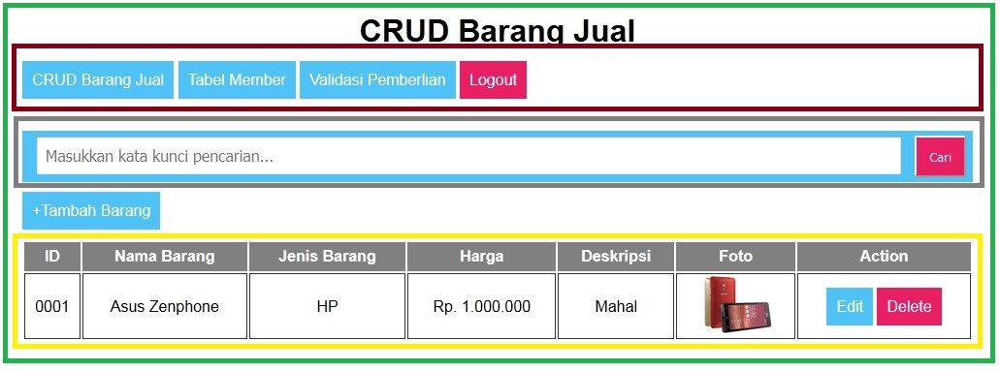 CRUD Barang Jual
CRUD Barang Jual Tabel Member Validasi Pemberlian Logout
Masukkan kata kunci pencarian... Cari
+Tambah Barang
ID Nama Barang Jenis Barang Harga Deskripsi Foto Action
0001 Asus Zenphone HP Rp. 1.000.000 Mahal Edit Delete